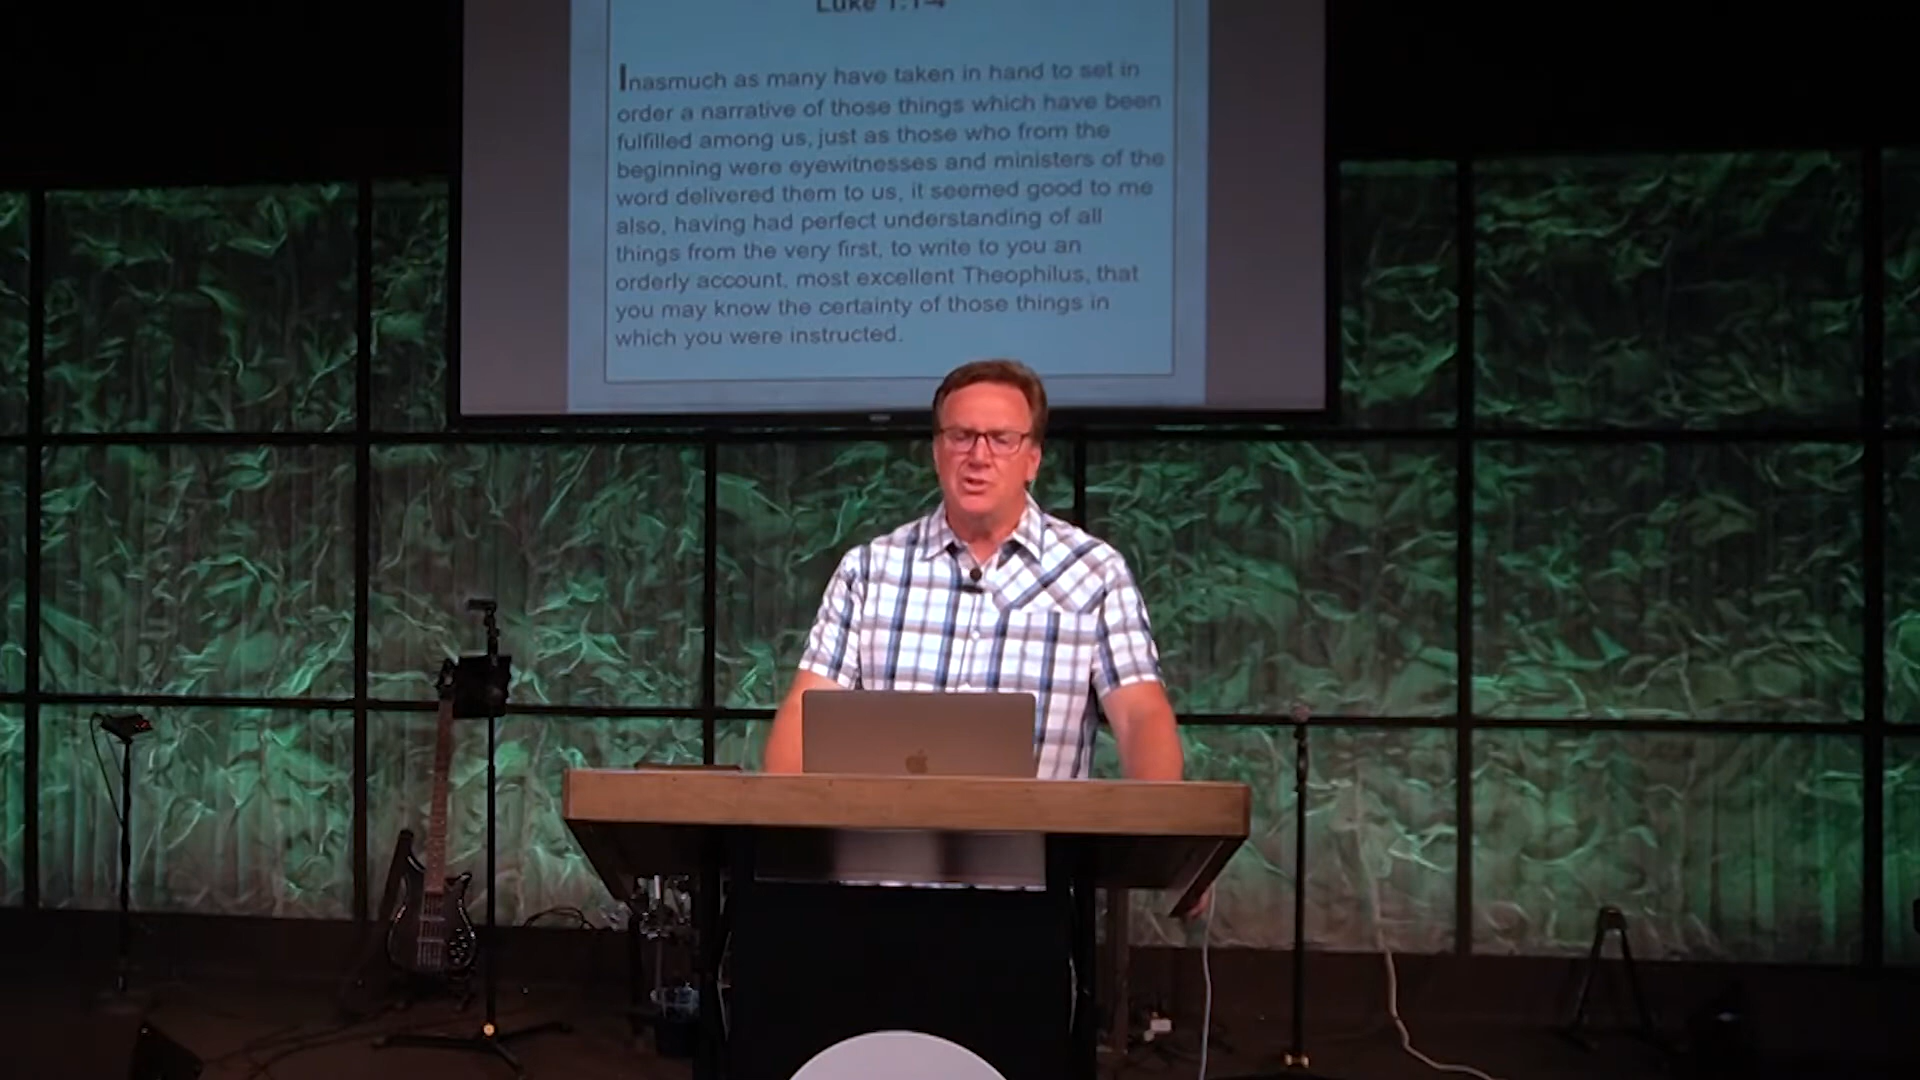 Luke 1:1-4
Inasmuch as many have taken in hand to set in
order a narrative of those things which have been
fulfilled among us, just as those who from the
beginning were eyewitnesses and ministers of the
word delivered them to us, it seemed good to me
also, having had perfect understanding of all
things from the very first, to write to you an
orderly account, most excellent Theophilus, that
you may know the certainty of those things in
which you were instructed.